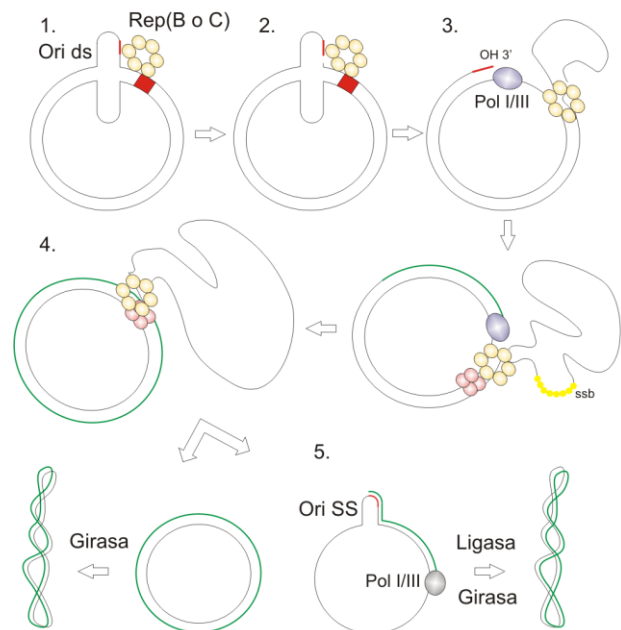 1.
Rep(B o C)
Ori ds
2.
3.
OH 3'
Pol I/III
4.
ssb
5.
Ori SS
Girasa
Pol I/III
Ligasa
Girasa